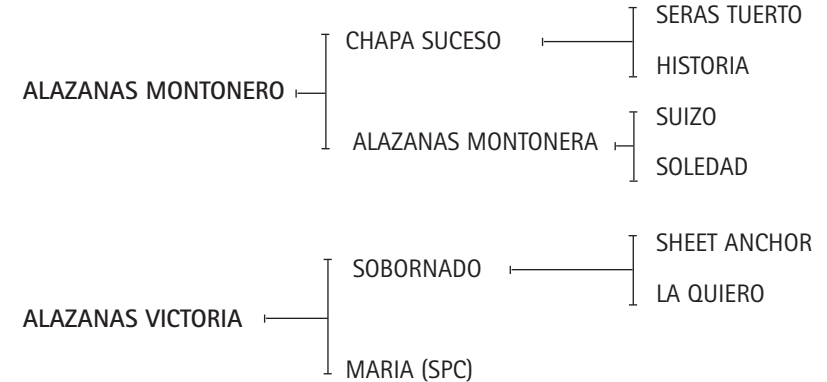 SERAS TUERTO
CHAPA SUCESO
HISTORIA
ALAZANAS MONTONERO
SUIZO
ALAZANAS MONTONERA
SOLEDAD
SHEET ANCHOR
SOBORNADO
LA QUIERO
ALAZANAS VICTORIA
MARIA (SPC)